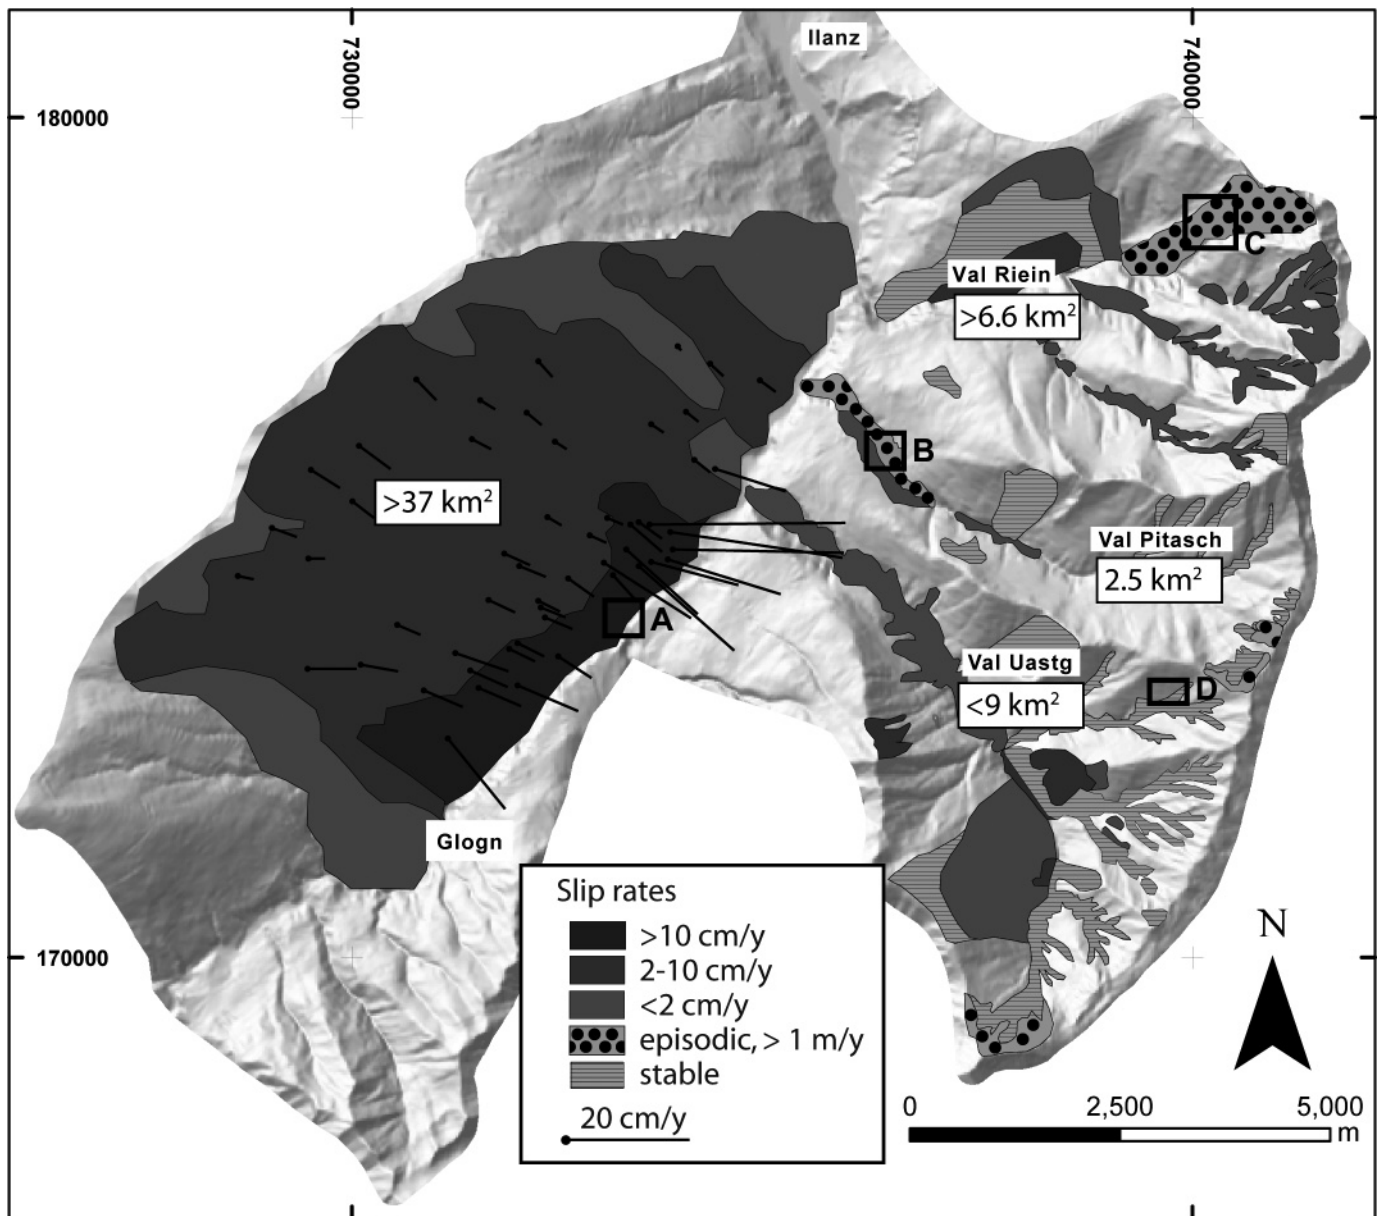 730000
Ilanz
740000
180000
C
Val Riein
>6.6 km²
B
>37 km²
Val Pitasch
2.5 km²
A
Val Uastg
<9 km²
D
Glogn
170000
Slip rates
>10 cm/y
2-10 cm/y
<2 cm/y
episodic, > 1 m/y
stable
20 cm/y
N
0 2,500 5,000
m